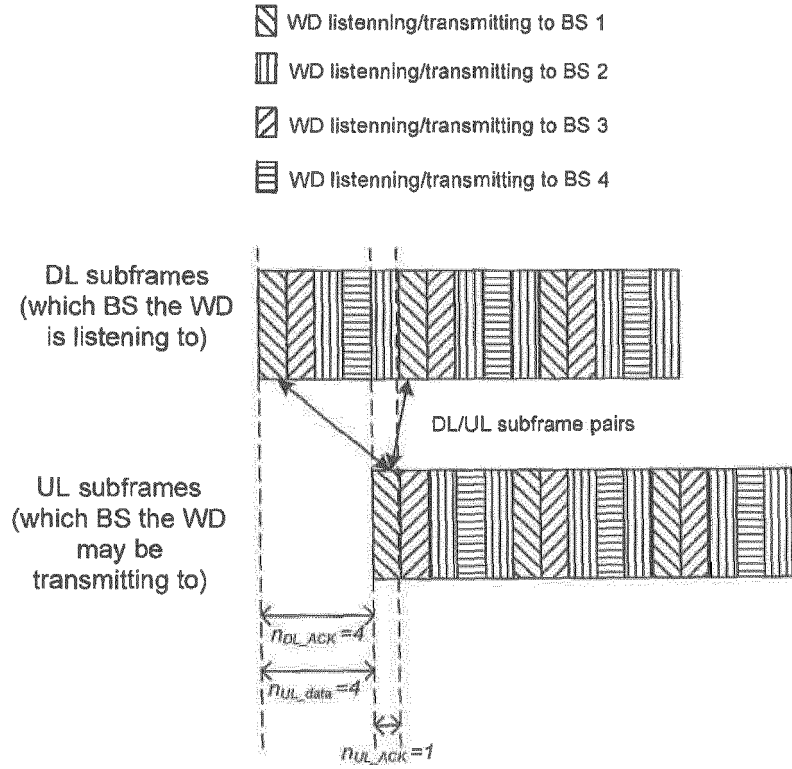 WD listenning/transmitting to BS 1
WD listenning/transmitting to BS 2
WD listenning/transmitting to BS 3
WD listenning/transmitting to BS 4
DL subframes
(which BS the WD
is listening to)
DL/UL subframe pairs
UL subframes
(which BS the WD
may be
transmitting to)
nDL_ACK=4
nUL_data=4
nUL_ACK=1